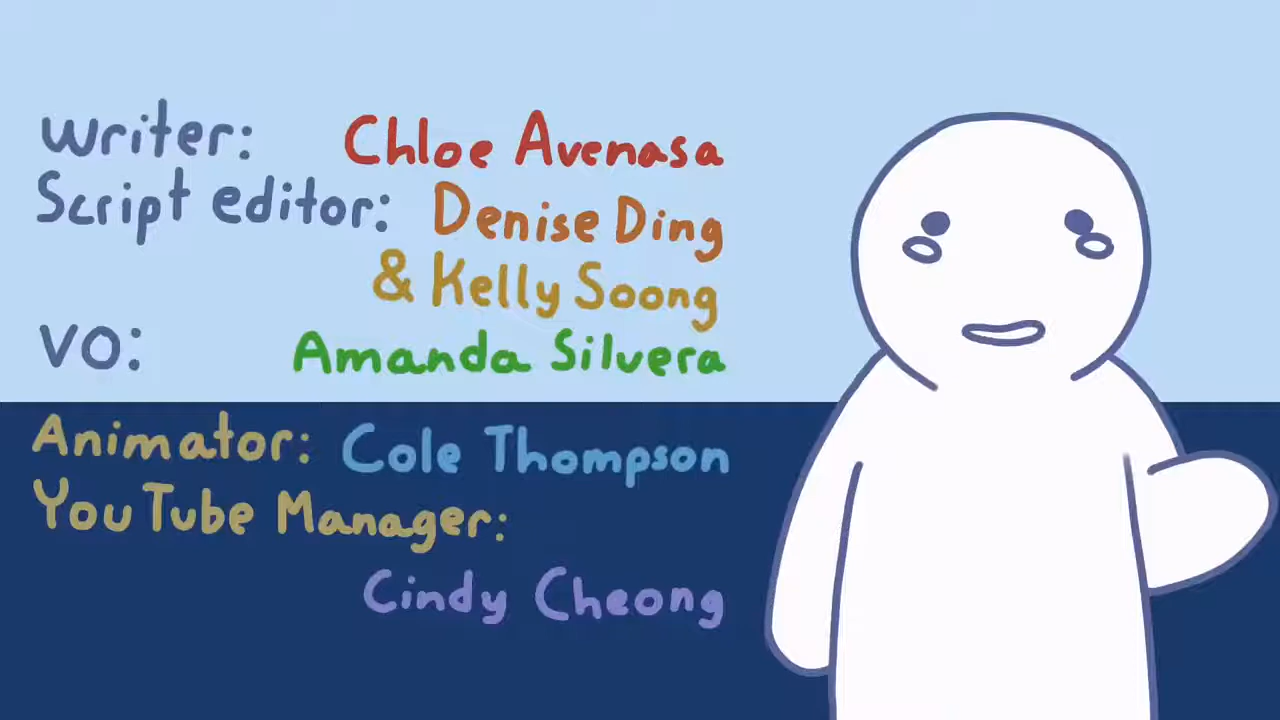 writer: Chloe Avenasa
Script editor: Denise Ding
& Kelly Soong
VO: Amanda Silvera
Animator: Cole Thompson
YouTube Manager:
Cindy Cheong